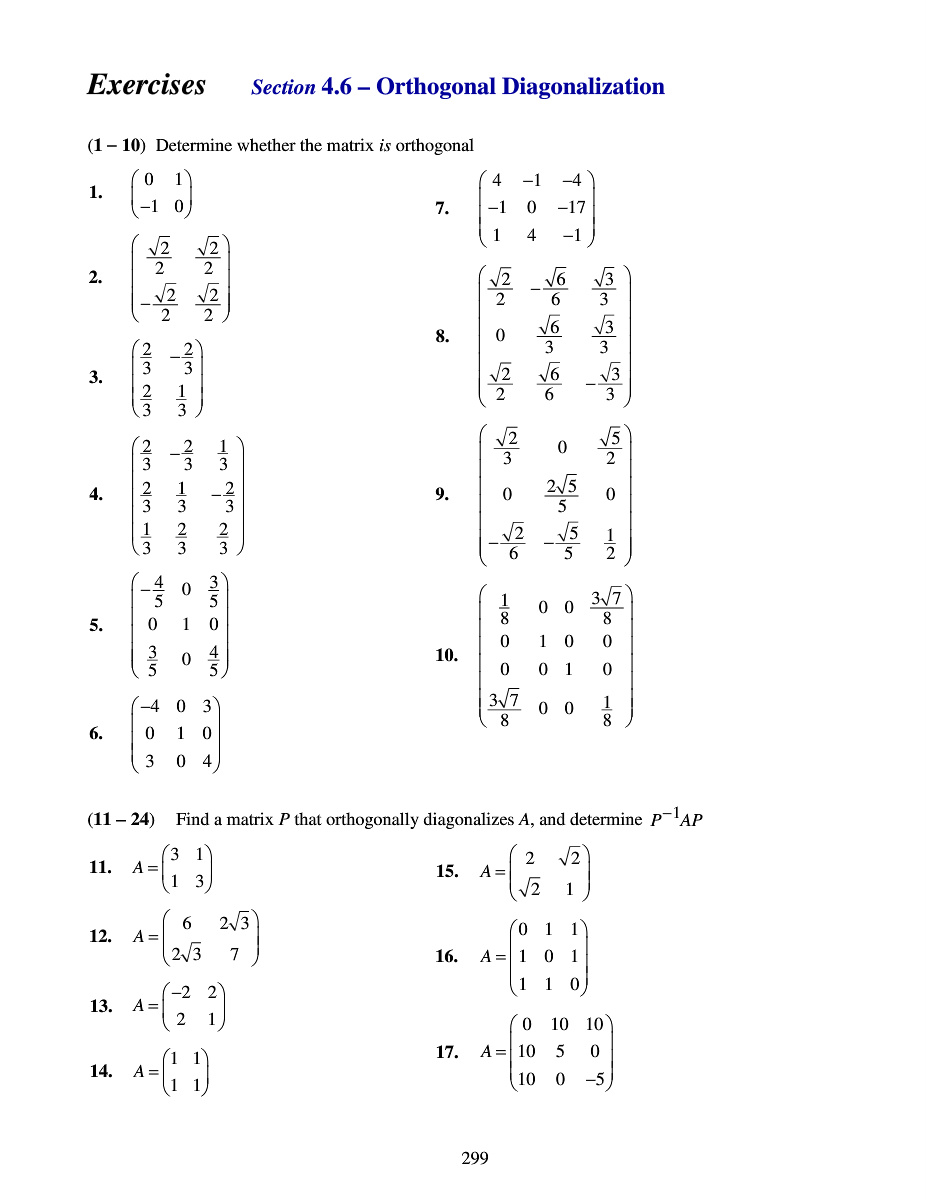 Exercises Section 4.6 – Orthogonal Diagonalization
(1 – 10) Determine whether the matrix is orthogonal
1. $\begin{pmatrix} 0 & 1 \\ -1 & 0 \end{pmatrix}$
2. $\begin{pmatrix} \frac{\sqrt{2}}{2} & \frac{\sqrt{2}}{2} \\ -\frac{\sqrt{2}}{2} & \frac{\sqrt{2}}{2} \end{pmatrix}$
3. $\begin{pmatrix} \frac{2}{3} & -\frac{2}{3} \\ \frac{2}{3} & \frac{1}{3} \end{pmatrix}$
4. $\begin{pmatrix} \frac{2}{3} & -\frac{2}{3} & \frac{1}{3} \\ \frac{2}{3} & \frac{1}{3} & -\frac{2}{3} \\ \frac{1}{3} & \frac{2}{3} & \frac{2}{3} \end{pmatrix}$
5. $\begin{pmatrix} -\frac{4}{5} & 0 & \frac{3}{5} \\ 0 & 1 & 0 \\ \frac{3}{5} & 0 & \frac{4}{5} \end{pmatrix}$
6. $\begin{pmatrix} -4 & 0 & 3 \\ 0 & 1 & 0 \\ 3 & 0 & 4 \end{pmatrix}$
7. $\begin{pmatrix} 4 & -1 & -4 \\ -1 & 0 & -17 \\ 1 & 4 & -1 \end{pmatrix}$
8. $\begin{pmatrix} \frac{\sqrt{2}}{2} & -\frac{\sqrt{6}}{6} & \frac{\sqrt{3}}{3} \\ 0 & \frac{\sqrt{6}}{3} & \frac{\sqrt{3}}{3} \\ \frac{\sqrt{2}}{2} & \frac{\sqrt{6}}{6} & -\frac{\sqrt{3}}{3} \end{pmatrix}$
9. $\begin{pmatrix} \frac{\sqrt{2}}{3} & 0 & \frac{\sqrt{5}}{2} \\ 0 & \frac{2\sqrt{5}}{5} & 0 \\ -\frac{\sqrt{2}}{6} & -\frac{\sqrt{5}}{5} & \frac{1}{2} \end{pmatrix}$
10. $\begin{pmatrix} \frac{1}{8} & 0 & 0 & \frac{3\sqrt{7}}{8} \\ 0 & 1 & 0 & 0 \\ 0 & 0 & 1 & 0 \\ \frac{3\sqrt{7}}{8} & 0 & 0 & \frac{1}{8} \end{pmatrix}$
(11 – 24) Find a matrix P that orthogonally diagonalizes A, and determine $P^{-1}AP$
11. $A = \begin{pmatrix} 3 & 1 \\ 1 & 3 \end{pmatrix}$
12. $A = \begin{pmatrix} 6 & 2\sqrt{3} \\ 2\sqrt{3} & 7 \end{pmatrix}$
13. $A = \begin{pmatrix} -2 & 2 \\ 2 & 1 \end{pmatrix}$
14. $A = \begin{pmatrix} 1 & 1 \\ 1 & 1 \end{pmatrix}$
15. $A = \begin{pmatrix} 2 & \sqrt{2} \\ \sqrt{2} & 1 \end{pmatrix}$
16. $A = \begin{pmatrix} 0 & 1 & 1 \\ 1 & 0 & 1 \\ 1 & 1 & 0 \end{pmatrix}$
17. $A = \begin{pmatrix} 0 & 10 & 10 \\ 10 & 5 & 0 \\ 10 & 0 & -5 \end{pmatrix}$
299